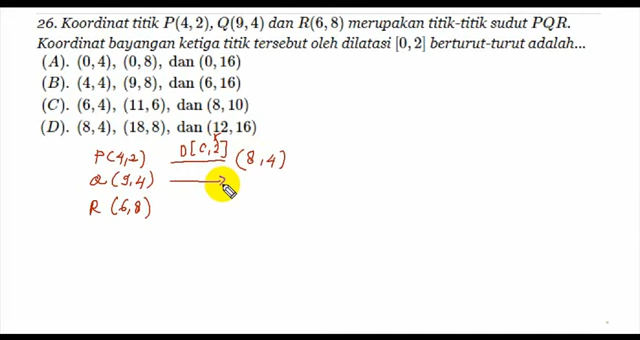 26. Koordinat titik P(4, 2), Q(9, 4) dan R(6, 8) merupakan titik-titik sudut PQR.
Koordinat bayangan ketiga titik tersebut oleh dilatasi [0, 2] berturut-turut adalah...
(A). (0, 4), (0, 8), dan (0, 16)
(B). (4, 4), (9, 8), dan (6, 16)
(C). (6, 4), (11, 6), dan (8, 10)
(D). (8, 4), (18, 8), dan (12, 16)
P(4,2) D[0,2] (8,4)
Q(9,4)
R(6,8)